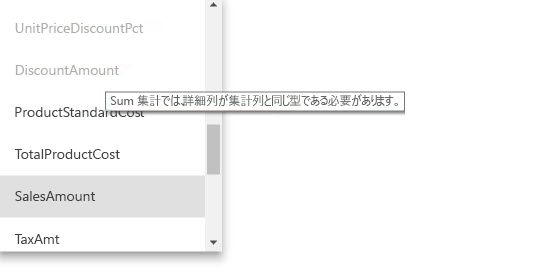 UnitPriceDiscountPct
DiscountAmount
Sum 集計では、詳細列が集計列と同じ型である必要があります。
ProductStandardCost
TotalProductCost
SalesAmount
TaxAmt